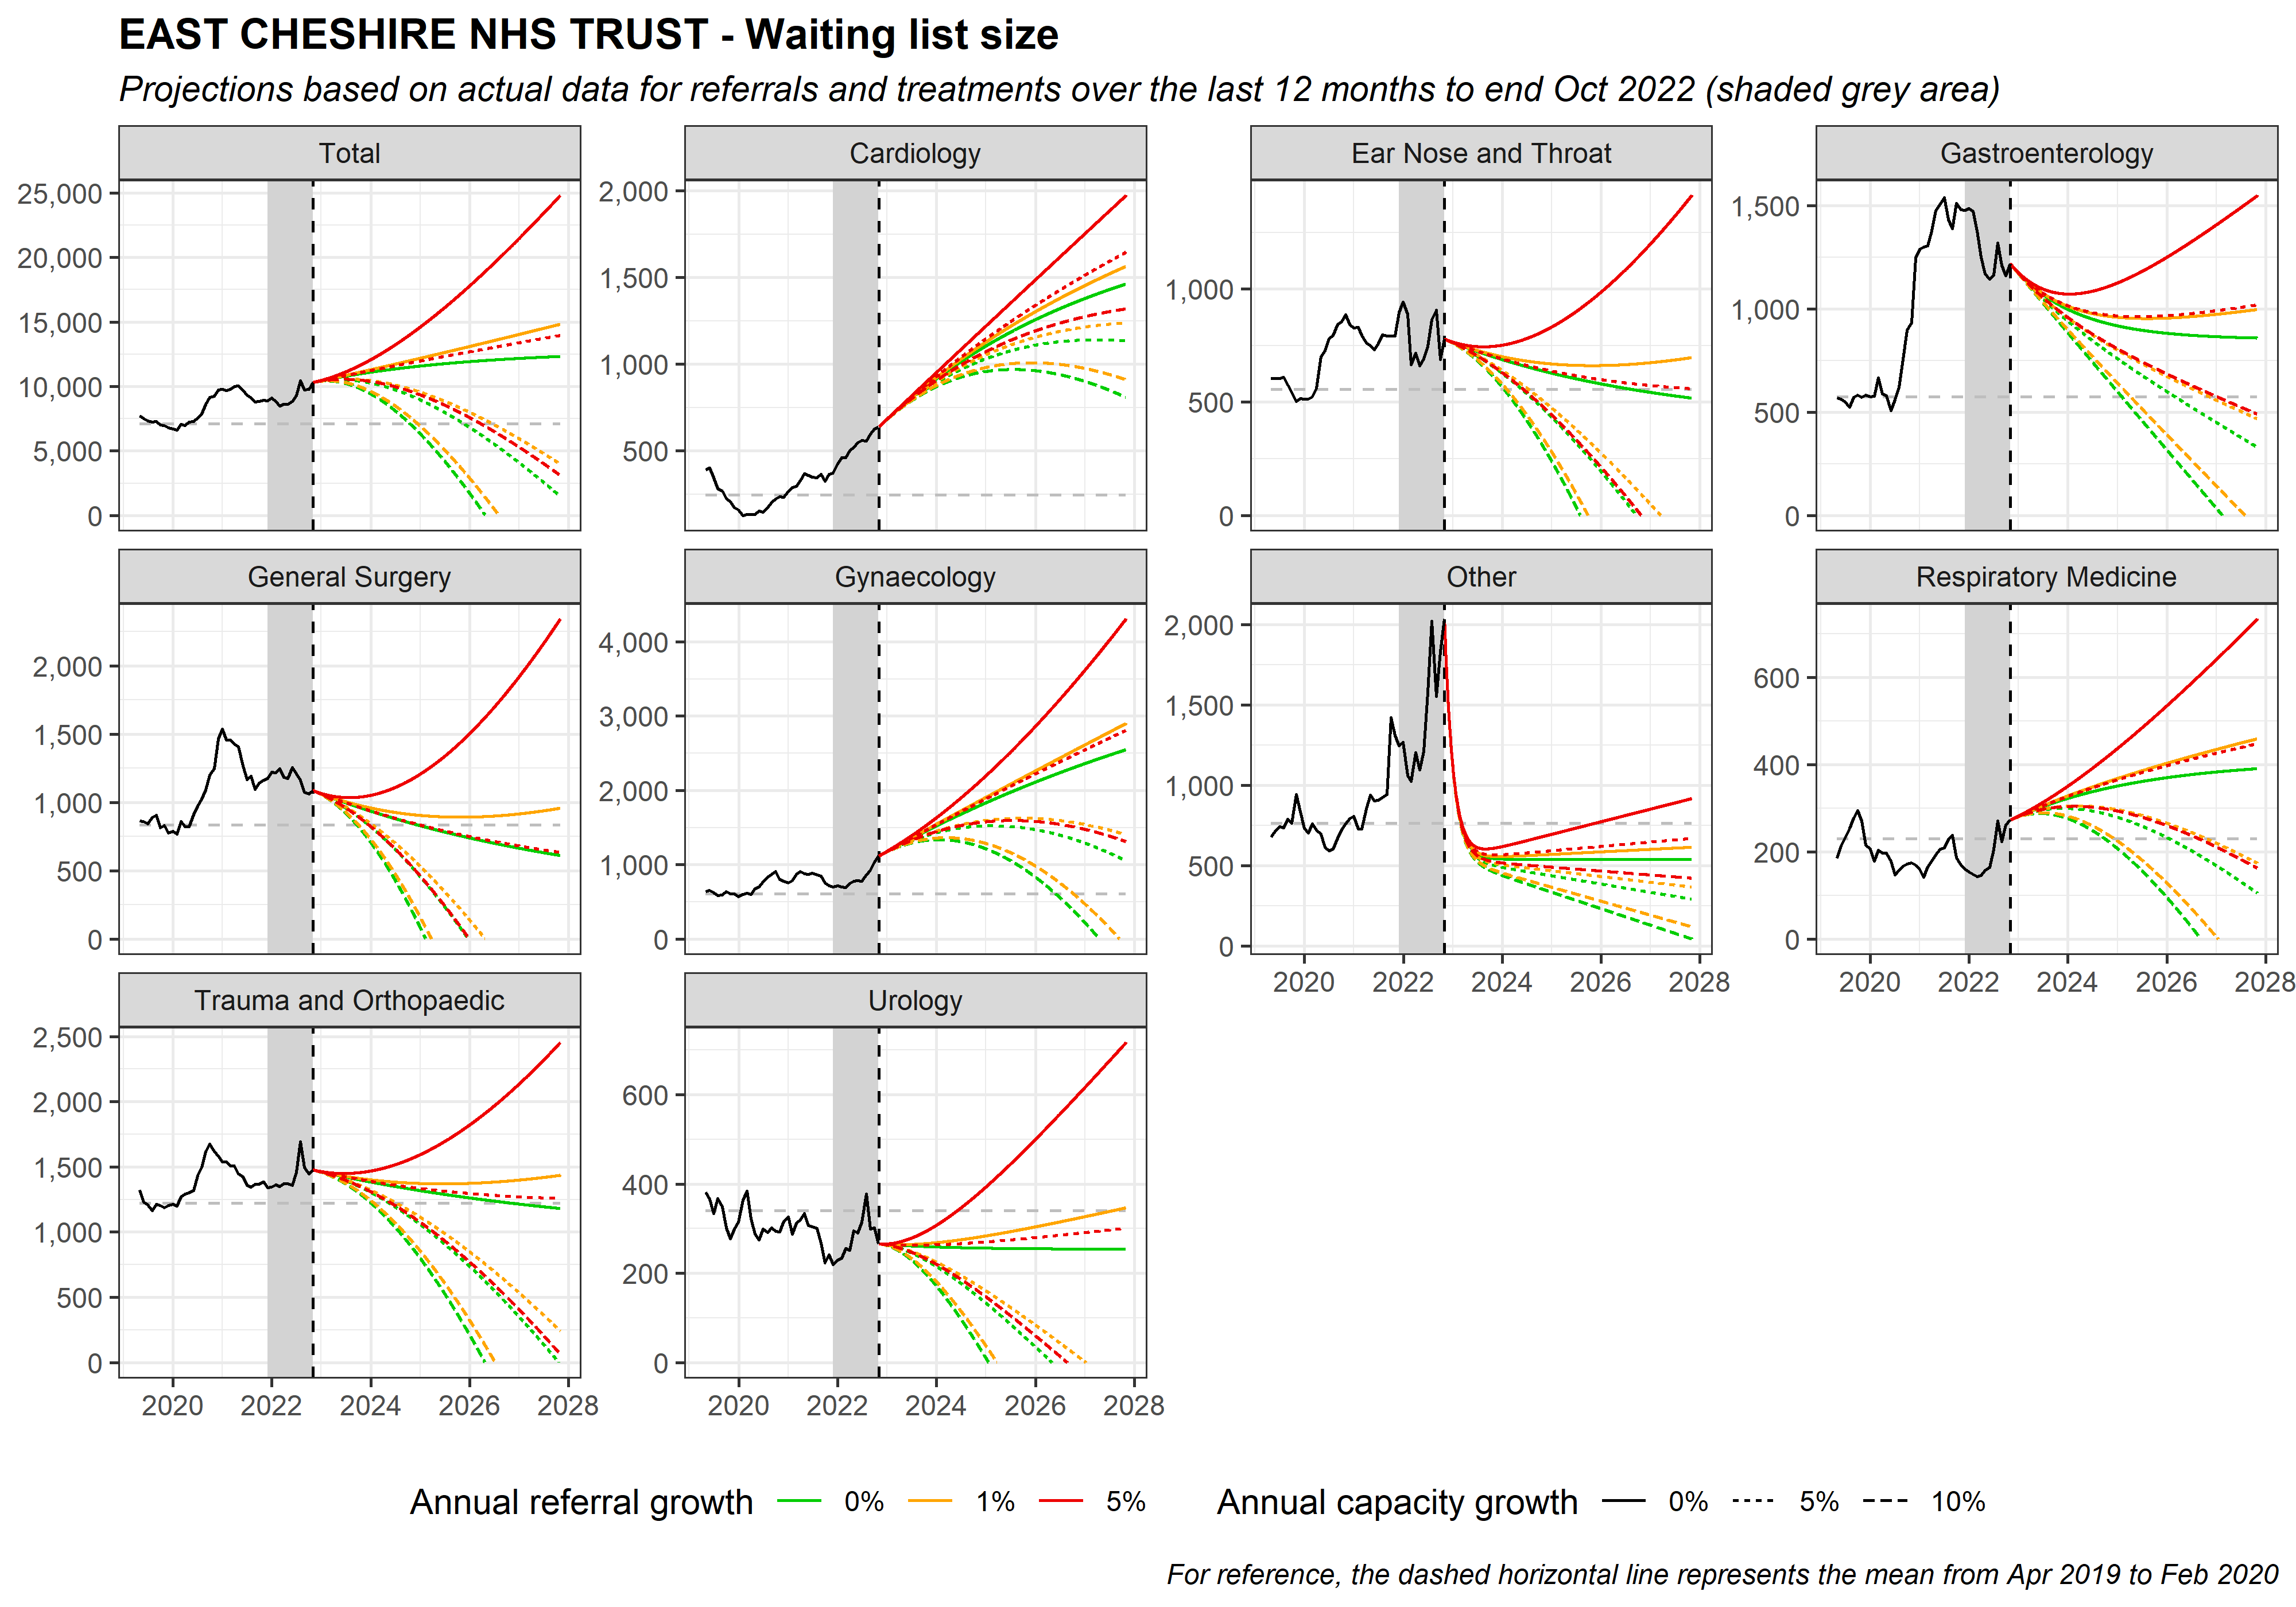 EAST CHESHIRE NHS TRUST - Waiting list size
Projections based on actual data for referrals and treatments over the last 12 months to end Oct 2022 (shaded grey area)
Total
Cardiology
Ear Nose and Throat
Gastroenterology
25,000
20,000
15,000
10,000
5,000
0
2,000
1,500
1,000
500
1,000
500
0
1,500
1,000
500
0
General Surgery
Gynaecology
Other
Respiratory Medicine
2,000
1,500
1,000
500
0
4,000
3,000
2,000
1,000
0
2,000
1,500
1,000
500
0
600
400
200
0
2020 2022 2024 2026 2028
2020 2022 2024 2026 2028
Trauma and Orthopaedic
Urology
2,500
2,000
1,500
1,000
500
0
600
400
200
0
2020 2022 2024 2026 2028
2020 2022 2024 2026 2028
Annual referral growth 0% 1% 5% Annual capacity growth 0% 5% 10%
For reference, the dashed horizontal line represents the mean from Apr 2019 to Feb 2020